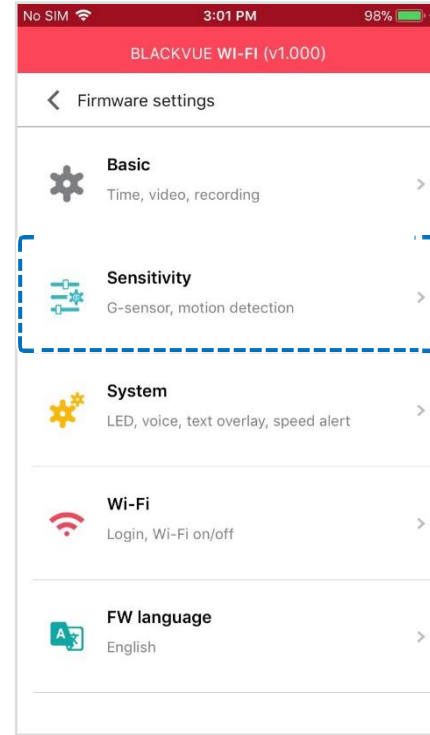 No SIM 3:01 PM 98%
BLACKVUE WI-FI (v1.000)
Firmware settings
Basic
Time, video, recording
Sensitivity
G-sensor, motion detection
System
LED, voice, text overlay, speed alert
Wi-Fi
Login, Wi-Fi on/off
FW language
A
English